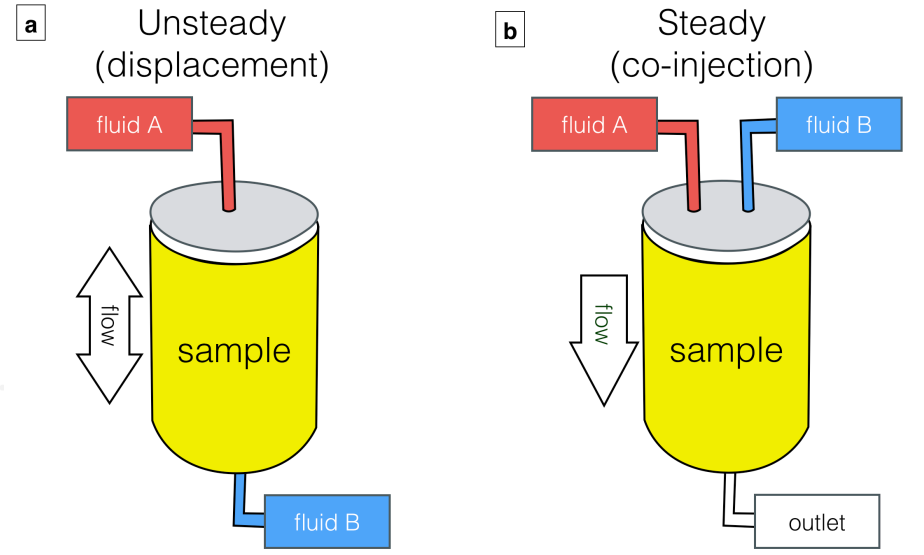 a
Unsteady
(displacement)
fluid A
flow
sample
fluid B
b
Steady
(co-injection)
fluid A
fluid B
flow
sample
outlet